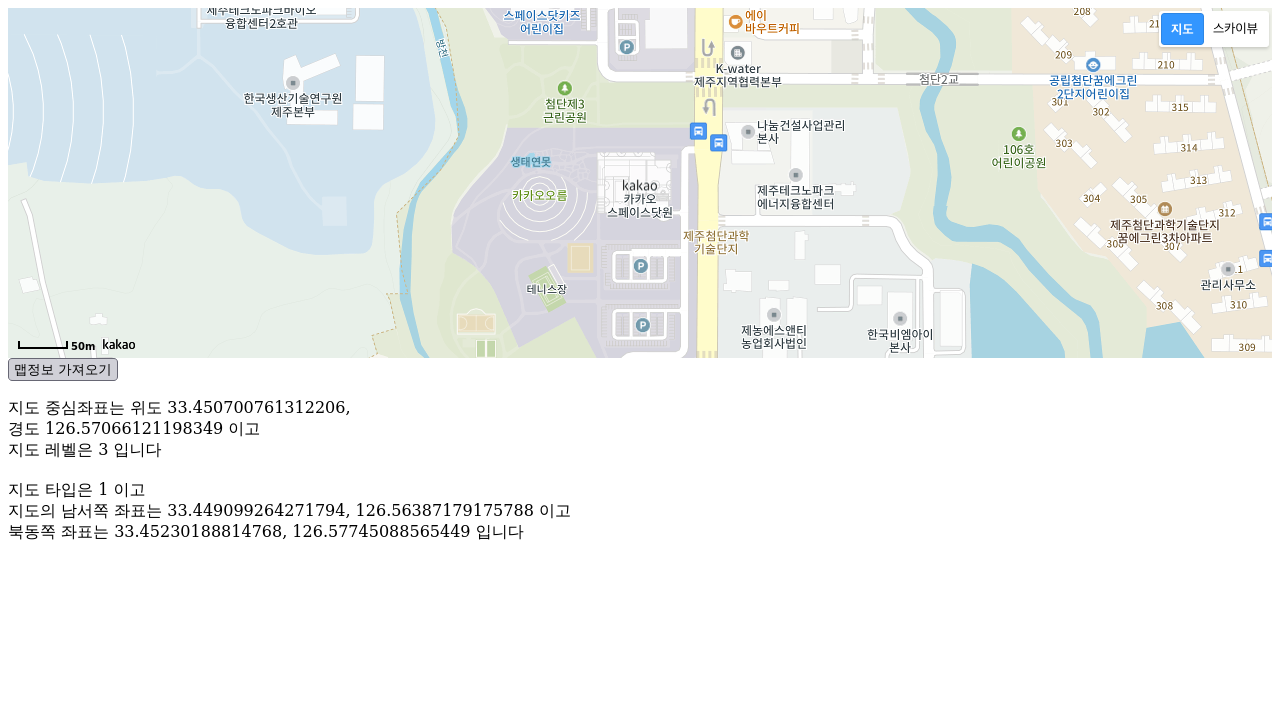 제주테크노파크바이오
융합센터2호관
스페이스닷키즈
어린이집
에이
바우트커피
208
지도
스카이뷰
방천
P
K-water
제주지역협력본부
209
210
첨단2교
공립첨단꿈에그린
2단지어린이집
한국생산기술연구원
제주본부
첨단제3
근린공원
301
302
315
나눔건설사업관리
본사
106호
어린이공원
303
314
생태연못
카카오오름
kakao
카카오
스페이스닷원
제주테크노파크
에너지융합센터
313
304
305
312
제주첨단과학기술단지
꿈에그린3차아파트
307
제주첨단과학
기술단지
P
테니스장
관리사무소
308
310
P
제농에스앤티
농업회사법인
한국비엠아이
본사
309
50m kakao
맵정보 가져오기
지도 중심좌표는 위도 33.450700761312206,
경도 126.57066121198349 이고
지도 레벨은 3 입니다
지도 타입은 1 이고
지도의 남서쪽 좌표는 33.449099264271794, 126.56387179175788 이고
북동쪽 좌표는 33.45230188814768, 126.57745088565449 입니다